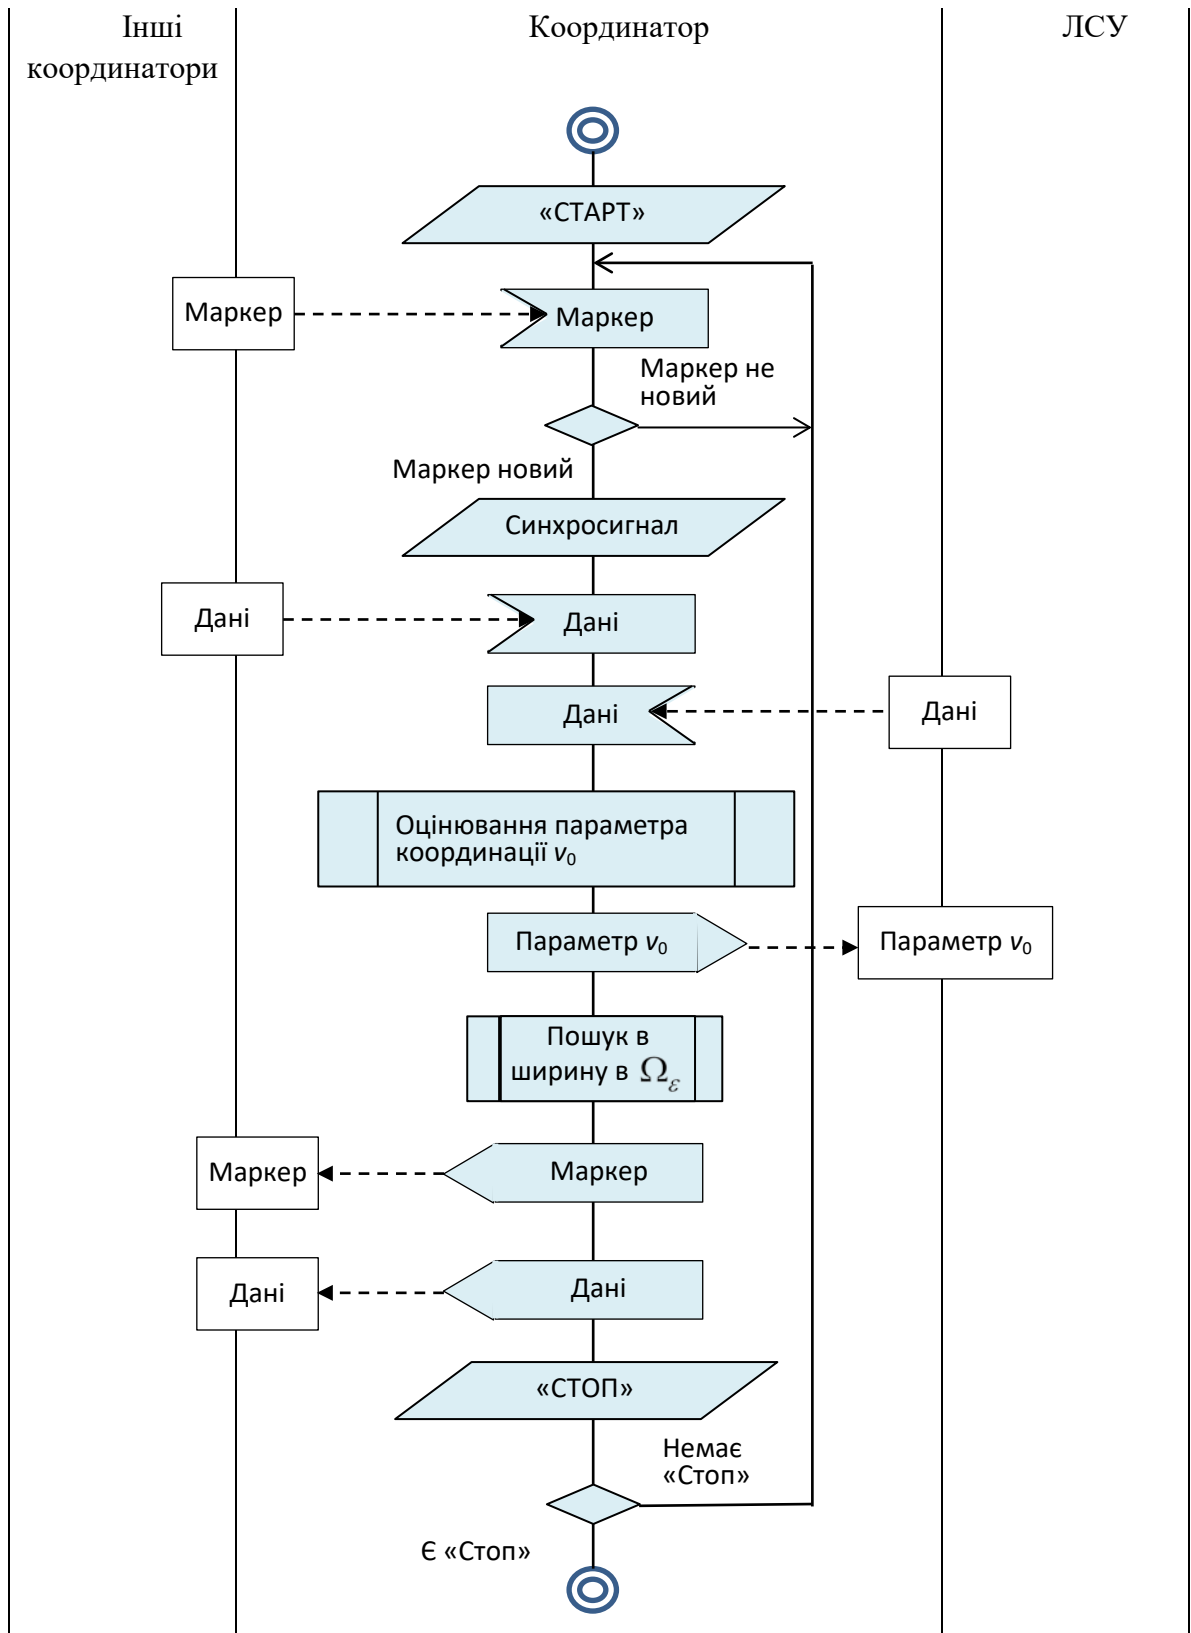 Інші
координатори
Координатор
ЛСУ
«СТАРТ»
Маркер
Маркер
Маркер не
новий
Маркер новий
Синхросигнал
Дані
Дані
Дані
Дані
Оцінювання параметра
координації v₀
Параметр v₀
Параметр v₀
Пошук в
ширину в Ω_ε
Маркер
Маркер
Дані
Дані
«СТОП»
Немає
«Стоп»
Є «Стоп»